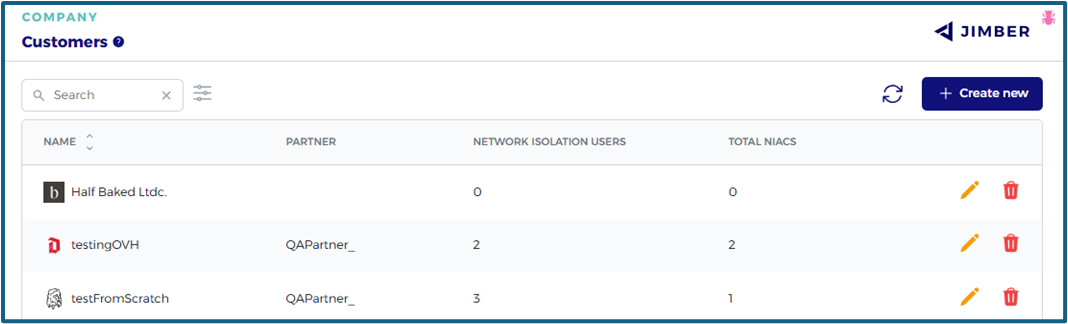 COMPANY
Customers ?
JIMBER
Search
Create new
NAME PARTNER NETWORK ISOLATION USERS TOTAL NIACS
b Half Baked Ltdc. 0 0
testingOVH QAPartner_ 2 2
testFromScratch QAPartner_ 3 1